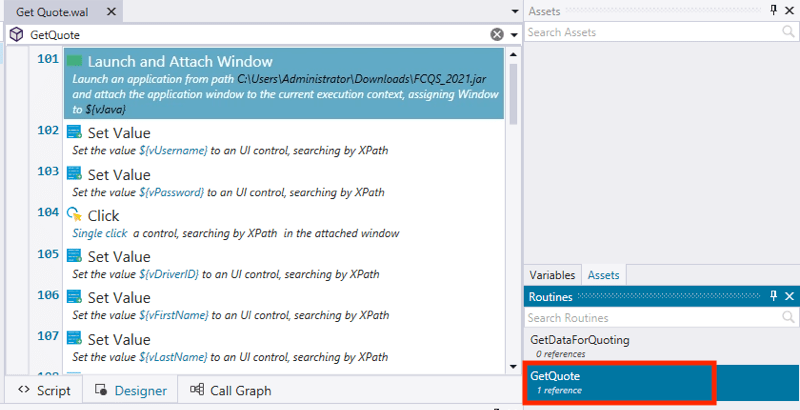 Get Quote.wal
GetQuote
101 Launch and Attach Window
Launch an application from path C:\Users\Administrator\Downloads\FCQS_2021.jar
and attach the application window to the current execution context, assigning Window
to ${vJava}
102 Set Value
Set the value ${vUsername} to an UI control, searching by XPath
103 Set Value
Set the value ${vPassword} to an UI control, searching by XPath
104 Click
Single click a control, searching by XPath in the attached window
105 Set Value
Set the value ${vDriverID} to an UI control, searching by XPath
106 Set Value
Set the value ${vFirstName} to an UI control, searching by XPath
107 Set Value
Set the value ${vLastName} to an UI control, searching by XPath
Script Designer Call Graph
Assets
Search Assets
Variables Assets
Routines
Search Routines
GetDataForQuoting
0 references
GetQuote
1 reference